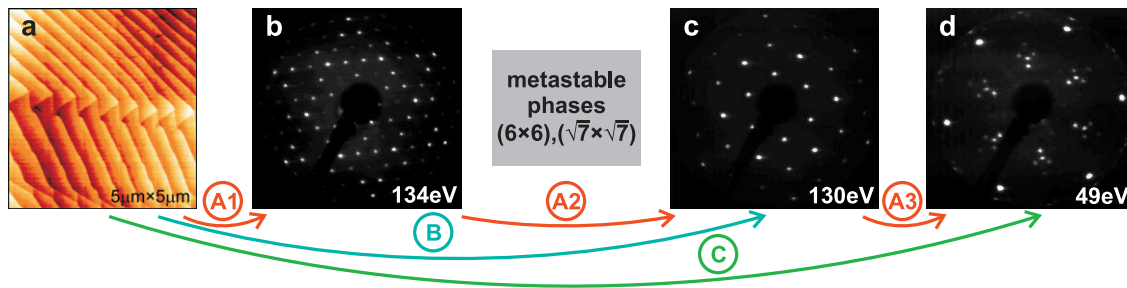 a
b
c
d
metastable
phases
(6×6),(√7×√7)
5μm×5μm
134eV
130eV
49eV
A1
A2
A3
B
C